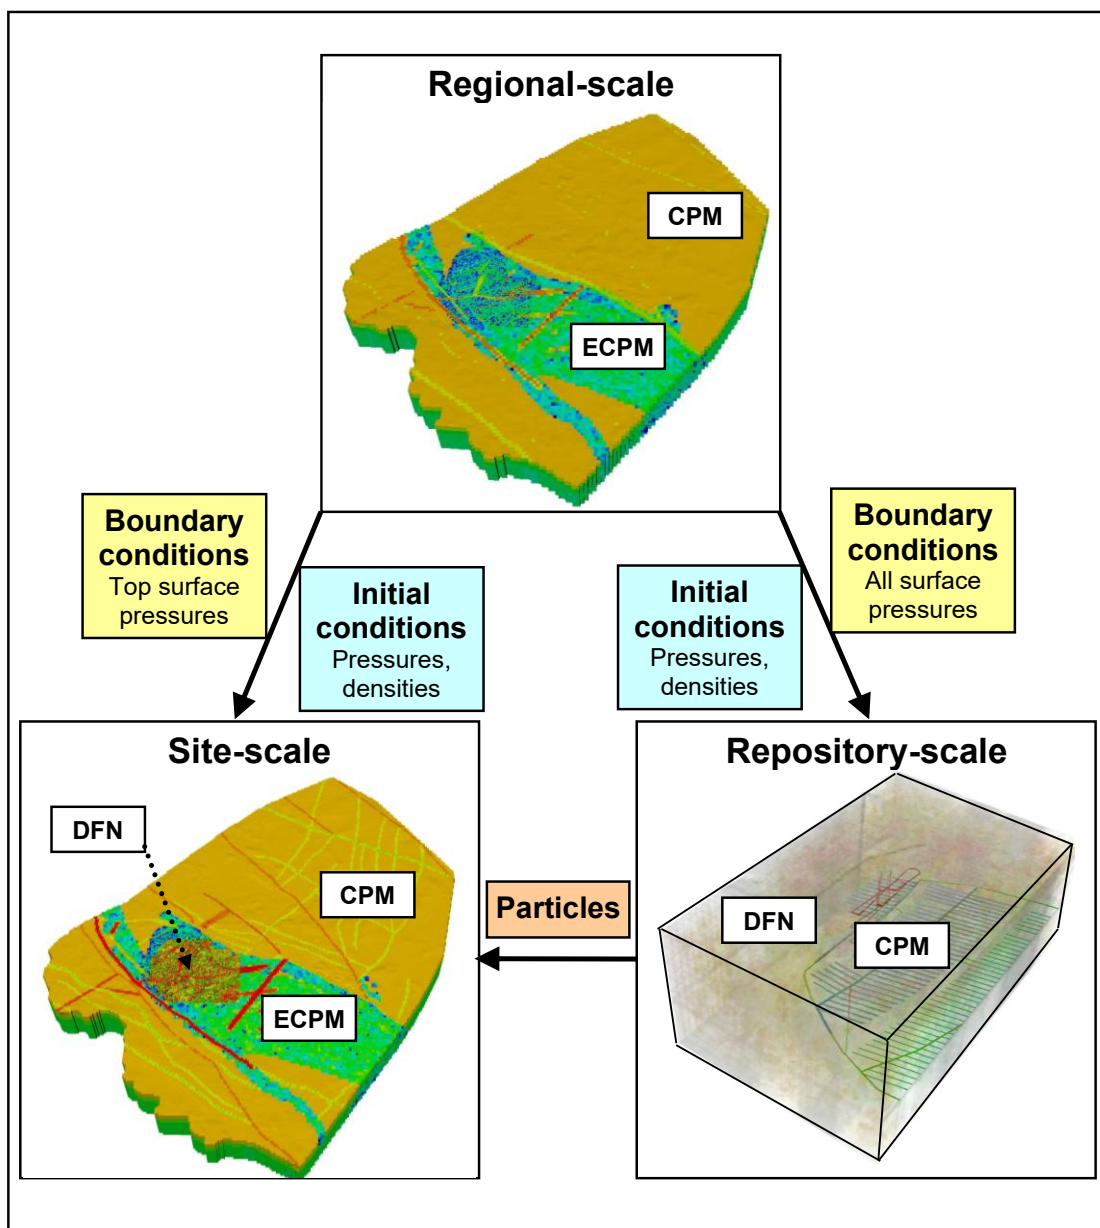 Regional-scale
CPM
ECPM
Boundary
conditions
Top surface
pressures
Initial
conditions
Pressures,
densities
Initial
conditions
Pressures,
densities
Boundary
conditions
All surface
pressures
Site-scale
DFN
CPM
ECPM
Particles
Repository-scale
DFN
CPM